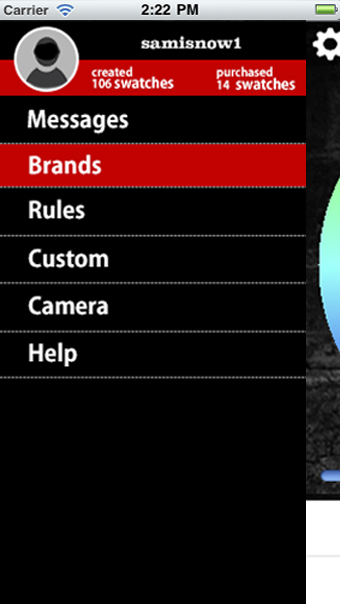 Carrier 2:22 PM
samisnow1
created purchased
106 swatches 14 swatches
Messages
Brands
Rules
Custom
Camera
Help